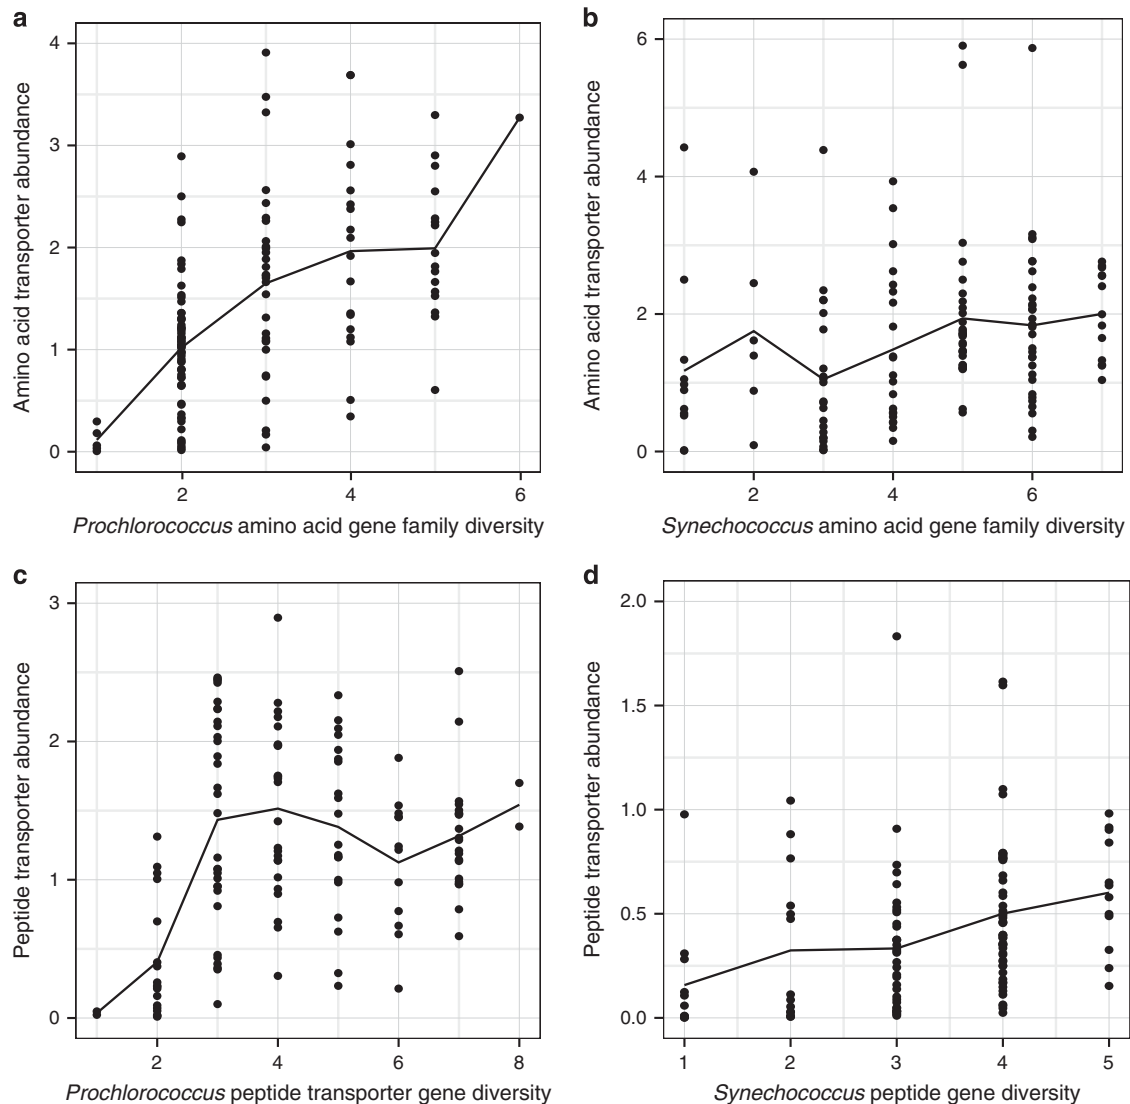 a
4
3
2
1
0
Amino acid transporter abundance
2
4
6
Prochlorococcus amino acid gene family diversity
b
6
4
2
0
Amino acid transporter abundance
2
4
6
Synechococcus amino acid gene family diversity
c
3
2
1
0
Peptide transporter abundance
2
4
6
8
Prochlorococcus peptide transporter gene diversity
d
2.0
1.5
1.0
0.5
0.0
Peptide transporter abundance
1
2
3
4
5
Synechococcus peptide gene diversity